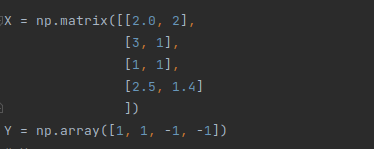 X = np.matrix([[2.0, 2],
[3, 1],
[1, 1],
[2.5, 1.4]
])
Y = np.array([1, 1, -1, -1])